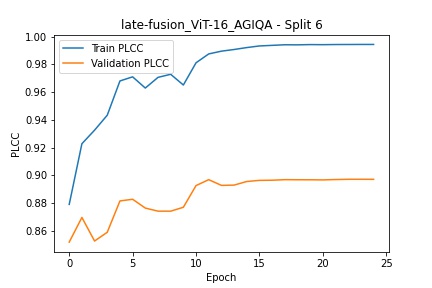 late-fusion_ViT-16_AGIQA - Split 6
1.00
0.98
0.96
0.94
0.92
0.90
0.88
0.86
PLCC
Train PLCC
Validation PLCC
0 5 10 15 20 25
Epoch